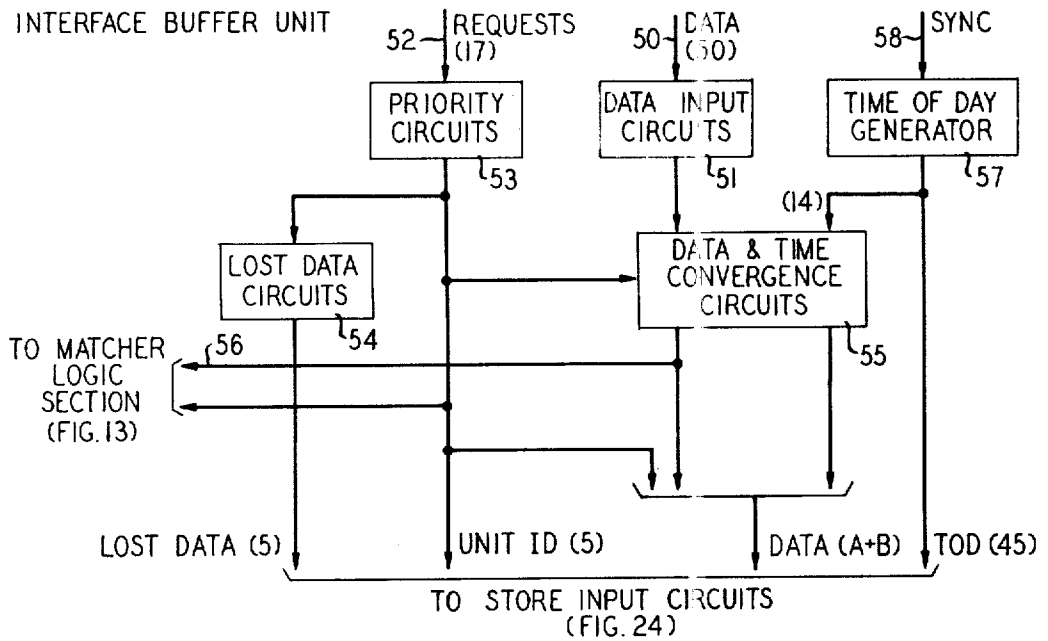 INTERFACE BUFFER UNIT
52
REQUESTS
(17)
50
DATA
(50)
58
SYNC
PRIORITY
CIRCUITS
53
DATA INPUT
CIRCUITS
51
TIME OF DAY
GENERATOR
57
(14)
LOST DATA
CIRCUITS
54
DATA & TIME
CONVERGENCE
CIRCUITS
55
TO MATCHER
LOGIC
SECTION
(FIG.13)
56
LOST DATA (5)
UNIT ID (5)
DATA (A+B)
TOD (45)
TO STORE INPUT CIRCUITS
(FIG. 24)